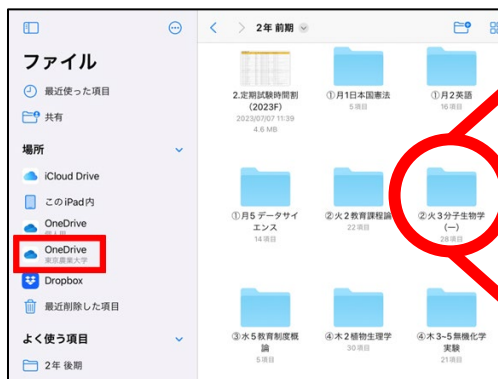 ファイル
最近使った項目
共有
場所
iCloud Drive
このiPad内
OneDrive
OneDrive
東京農業大学
Dropbox
最近削除した項目
よく使う項目
2年 後期
2年 前期
2.定期試験時間割
(2023F)
2023/07/07 11:39
4.6 MB
①月1日本国憲法
5項目
①月2英語
16項目
①月5 データサイ
エンス
14項目
②火2教育課程論
22項目
②火3分子生物学
(一)
28項目
③水5教育制度概
論
5項目
④木2植物生理学
30項目
④木3~5無機化学
実験
21項目